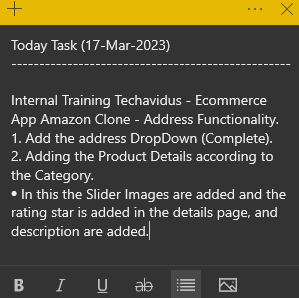 Today Task (17-Mar-2023)
---------------------------------------------------
Internal Training Techavidus - Ecommerce
App Amazon Clone - Address Functionality.
1. Add the address DropDown (Complete).
2. Adding the Product Details according to
the Category.
• In this the Slider Images are added and the
rating star is added in the details page, and
description are added.
B I U ab